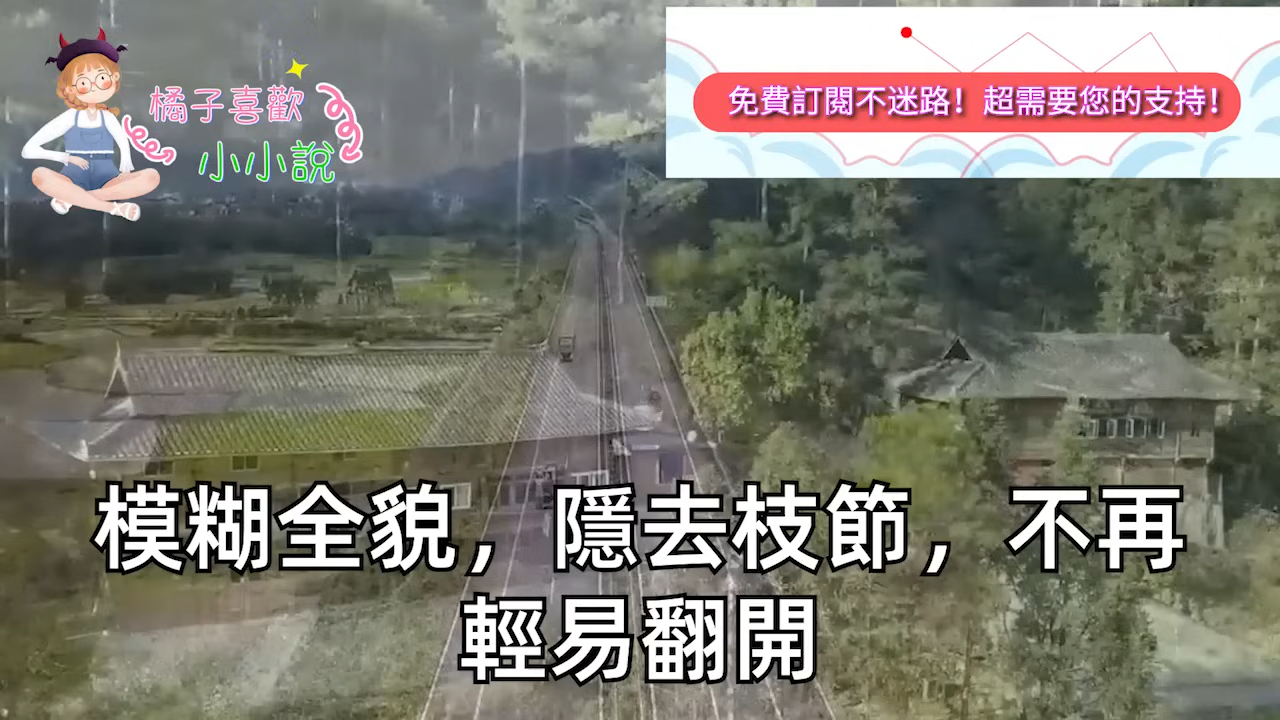 橘子喜歡
小小說
免費訂閱不迷路！超需要您的支持！
模糊全貌，隱去枝節，不再
輕易翻開